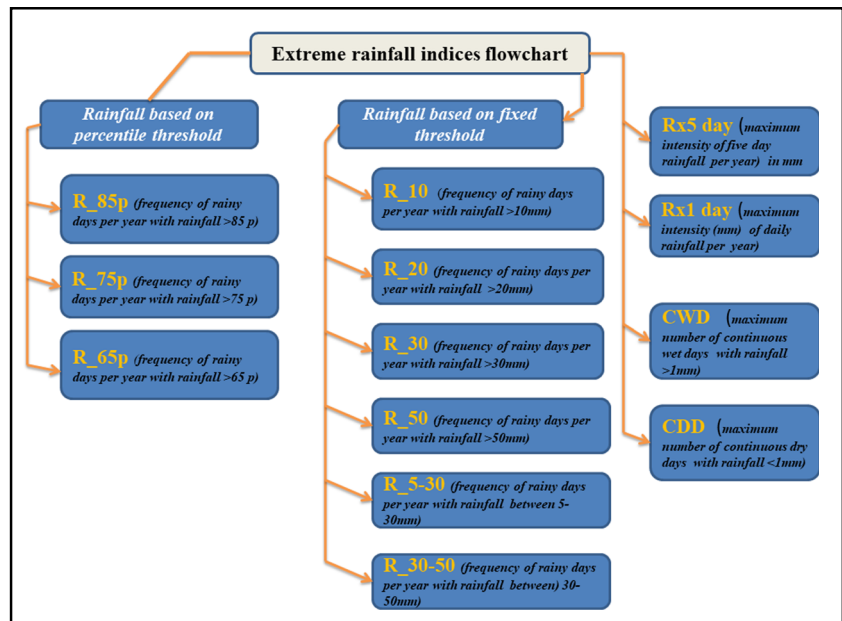 Extreme rainfall indices flowchart
Rainfall based on
percentile threshold
R_85p (frequency of rainy
days per year with rainfall >85 p)
R_75p (frequency of rainy
days per year with rainfall >75 p)
R_65p (frequency of rainy
days per year with rainfall >65 p)
Rainfall based on fixed
threshold
R_10 (frequency of rainy days
per year with rainfall >10mm)
R_20 (frequency of rainy days per
year with rainfall >20mm)
R_30 (frequency of rainy days per
year with rainfall >30mm)
R_50 (frequency of rainy days per
year with rainfall >50mm)
R_5-30 (frequency of rainy days
per year with rainfall between 5-
30mm)
R_30-50 (frequency of rainy days
per year with rainfall between) 30-
50mm)
Rx5 day (maximum
intensity of five day
rainfall per year) in mm
Rx1 day (maximum
intensity (mm) of daily
rainfall per year)
CWD (maximum
number of continuous
wet days with rainfall
>1mm)
CDD (maximum
number of continuous dry
days with rainfall <1mm)